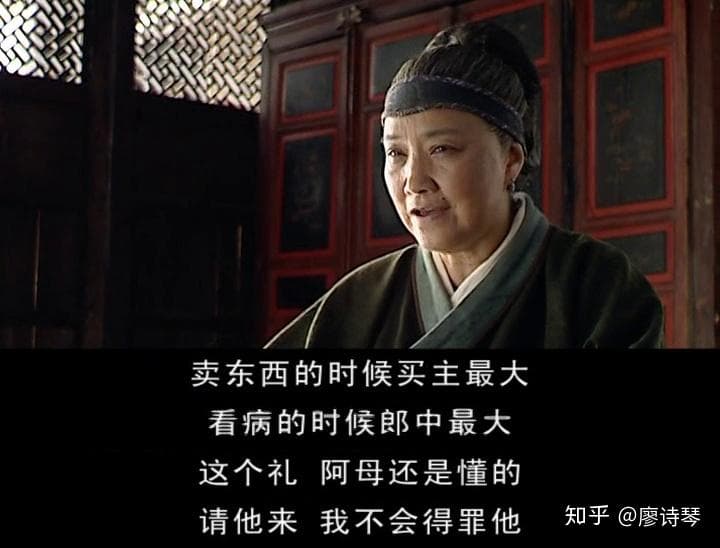 卖东西的时候买主最大
看病的时候郎中最大
这个礼 阿母还是懂的
请他来 我不会得罪他
知乎 @廖诗琴